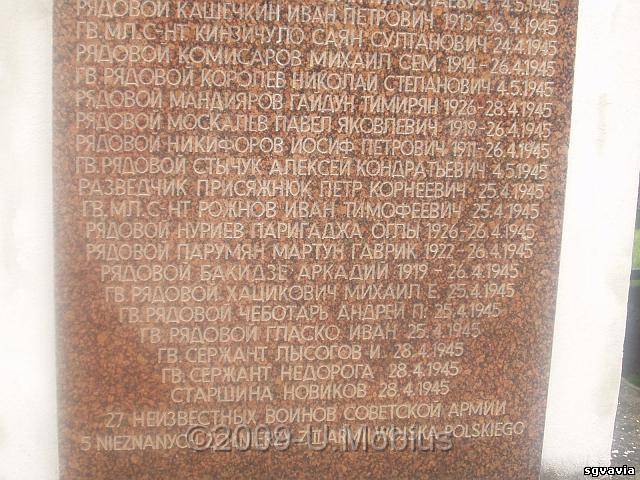 4.5.1945
РЯДОВОЙ КАШЕЧКИН ИВАН ПЕТРОВИЧ 1913-26.4.1945
ГВ.МЛ.С-НТ КИНЗИЧУЛО САЯН СУЛТАНОВИЧ 24.4.1945
РЯДОВОЙ КОМИСАРОВ МИХАИЛ СЕМ. 1914-26.4.1945
ГВ.РЯДОВОЙ КОРОЛЕВ НИКОЛАЙ СТЕПАНОВИЧ 4.5.1945
РЯДОВОЙ МАНДИЯРОВ ГАЙДУН ТИМИРЯН 1926-28.4.1945
РЯДОВОЙ МОСКАЛЕВ ПАВЕЛ ЯКОВЛЕВИЧ 1919-26.4.1945
РЯДОВОЙ НИКИФОРОВ ИОСИФ ПЕТРОВИЧ 1911-26.4.1945
ГВ.РЯДОВОЙ СТЫЧУК АЛЕКСЕЙ КОНДРАТЬЕВИЧ 4.5.1945
РАЗВЕДЧИК ПРИСЯЖНЮК ПЕТР КОРНЕЕВИЧ 25.4.1945
ГВ.МЛ.С-НТ РОЖНОВ ИВАН ТИМОФЕЕВИЧ 25.4.1945
РЯДОВОЙ НУРИЕВ ПАРИГАДЖА ОГЛЫ 1926-26.4.1945
РЯДОВОЙ ПАРУМЯН МАРТУН ГАВРИК 1922-26.4.1945
РЯДОВОЙ БАКИДЗЕ АРКАДИЙ 1919-26.4.1945
ГВ.РЯДОВОЙ ХАЦИКОВИЧ МИХАИЛ Е. 25.4.1945
ГВ.РЯДОВОЙ ЧЕБОТАРЬ АНДРЕЙ П. 25.4.1945
ГВ.РЯДОВОЙ ГЛАСКО ИВАН 25.4.1945
ГВ.СЕРЖАНТ ЛЫСОГОВ И. 28.4.1945
ГВ.СЕРЖАНТ НЕДОРОГА 28.4.1945
СТАРШИНА НОВИКОВ 28.4.1945
27 НЕИЗВЕСТНЫХ ВОИНОВ СОВЕТСКОЙ АРМИИ
5 NIEZNANYCH Z II ARMI WOJSKA POLSKIEGO
©2009 U.Möbius
sgvavia